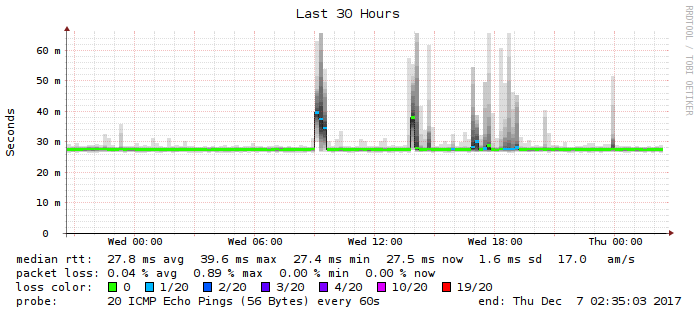 Last 30 Hours
RRDTOOL / TOBI OETIKER
Seconds
60 m
50 m
40 m
30 m
20 m
10 m
0
Wed 00:00 Wed 06:00 Wed 12:00 Wed 18:00 Thu 00:00
median rtt: 27.8 ms avg 39.6 ms max 27.4 ms min 27.5 ms now 1.6 ms sd 17.0 am/s
packet loss: 0.04 % avg 0.89 % max 0.00 % min 0.00 % now
loss color: 0 1/20 2/20 3/20 4/20 10/20 19/20
probe: 20 ICMP Echo Pings (56 Bytes) every 60s end: Thu Dec 7 02:35:03 2017